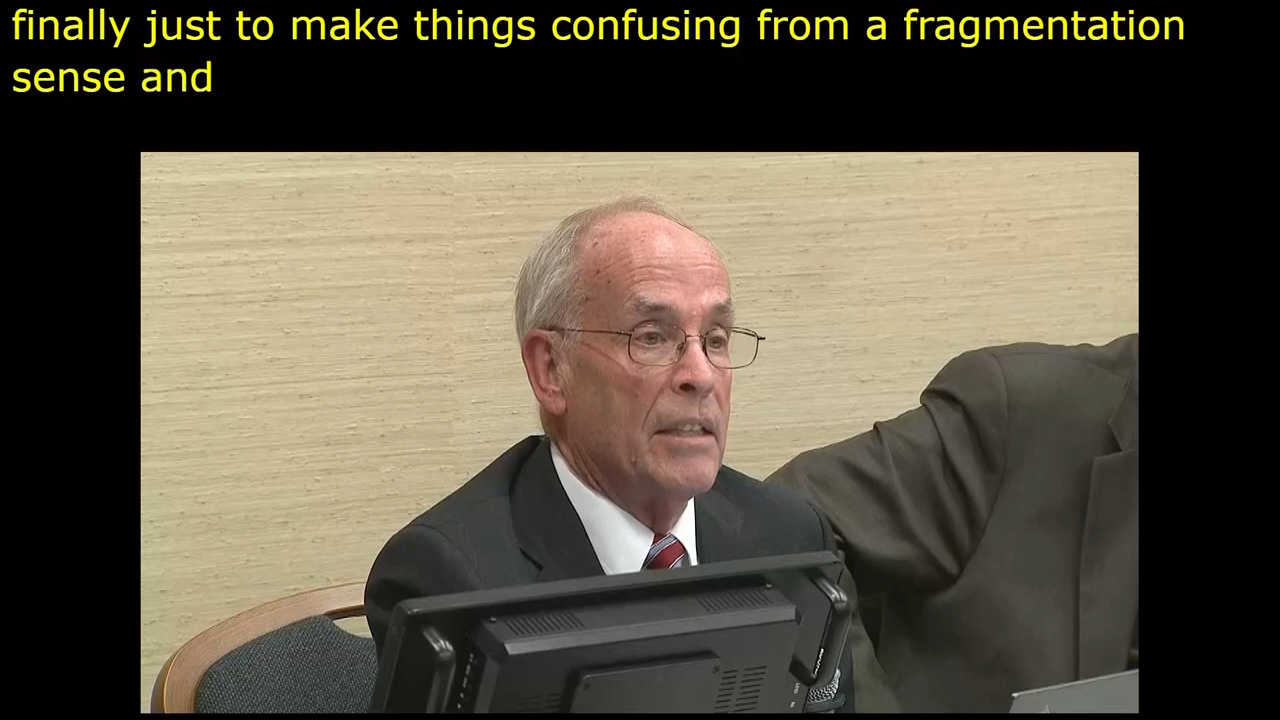 finally just to make things confusing from a fragmentation
sense and